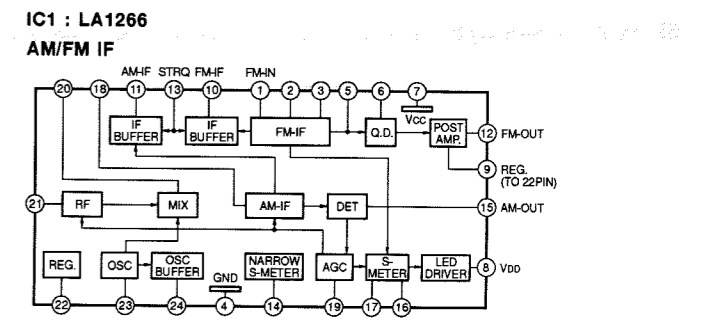 IC1 : LA1266
AM/FM IF
AM-IF STRQ FM-IF FM-IN
20 18 11 13 10 1 2 3 5 6 7
VCC
IF BUFFER
IF BUFFER
FM-IF
Q.D.
POST AMP.
12 FM-OUT
9 REG.
(TO 22PIN)
21
RF
MIX
AM-IF
DET
15 AM-OUT
REG.
OSC
OSC BUFFER
GND
NARROW S-METER
AGC
S-METER
LED DRIVER
8 VDD
22 23 24 4 14 19 17 16